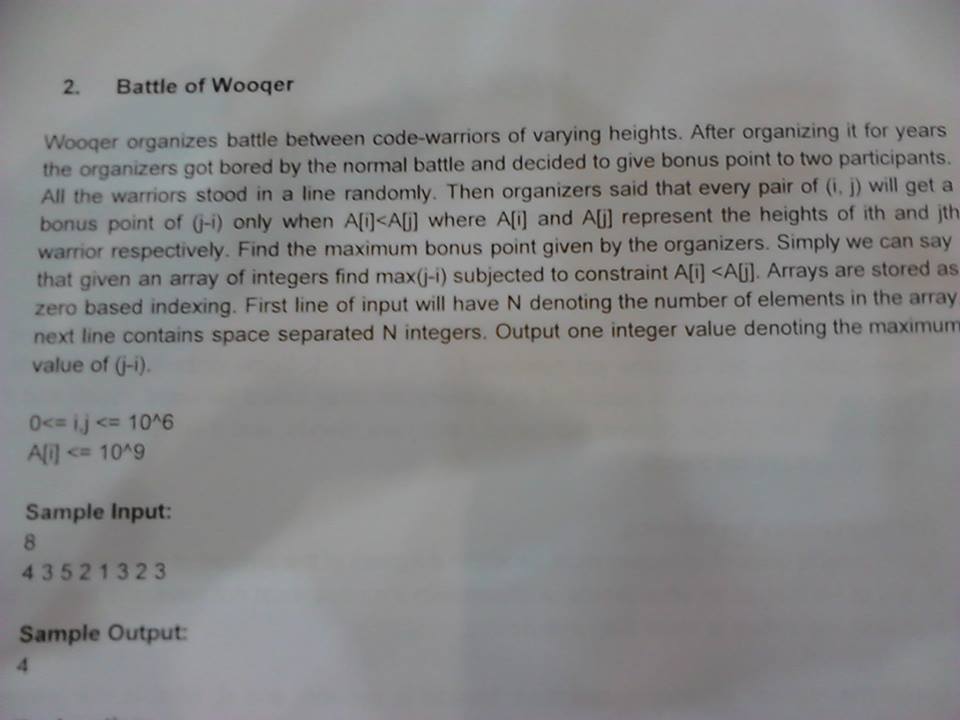 2. Battle of Wooqer
Wooqer organizes battle between code-warriors of varying heights. After organizing it for years
the organizers got bored by the normal battle and decided to give bonus point to two participants.
All the warriors stood in a line randomly. Then organizers said that every pair of (i, j) will get a
bonus point of (j-i) only when A[i]<A[j] where A[i] and A[j] represent the heights of ith and jth
warrior respectively. Find the maximum bonus point given by the organizers. Simply we can say
that given an array of integers find max(j-i) subjected to constraint A[i] <A[j]. Arrays are stored as
zero based indexing. First line of input will have N denoting the number of elements in the array
next line contains space separated N integers. Output one integer value denoting the maximum
value of (j-i).
0<= i,j <= 10^6
A[i] <= 10^9
Sample Input:
8
4 3 5 2 1 3 2 3
Sample Output:
4